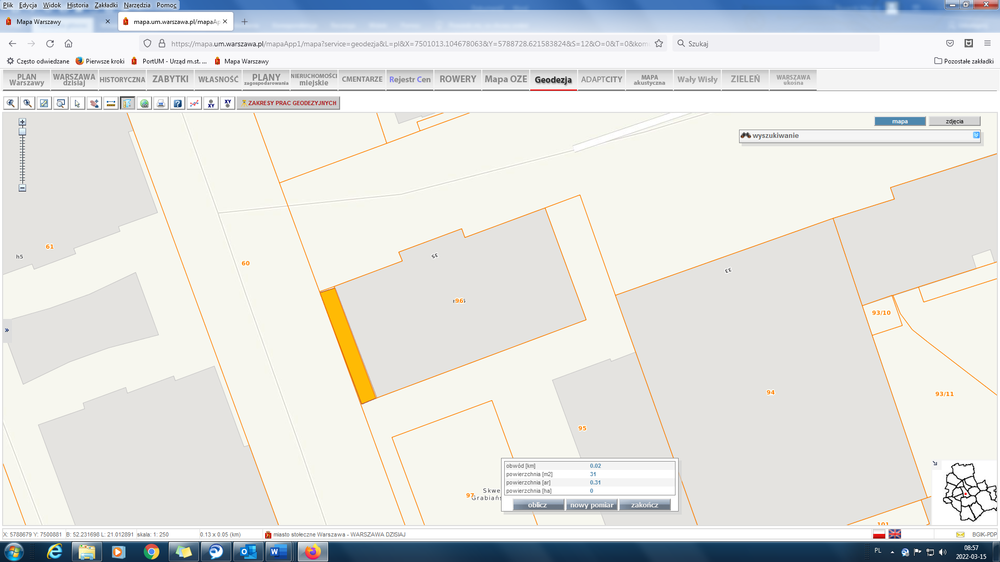 Plik Edycja Widok Historia Zakładki Narzędzia Pomoc
Mapa Warszawy
mapa.um.warszawa.pl/mapaAp
https://mapa.um.warszawa.pl/mapaApp1/mapa?service=geodezja&L=pl&X=7501013.104678063&Y=5788728.621583824&S=12&O=0&T=0&komu
Szukaj
Często odwiedzane
Pierwsze kroki
PortUM - Urząd m.st. ...
Mapa Warszawy
Pozostałe zakładki
PLAN Warszawy
WARSZAWA dzisiaj
HISTORYCZNA
ZABYTKI
WŁASNOŚĆ
PLANY zagospodarowania
NIERUCHOMOŚCI miejskie
CMENTARZE
Rejestr Cen
ROWERY
Mapa OZE
Geodezja
ADAPTCITY
MAPA akustyczna
Wały Wisły
ZIELEŃ
WARSZAWA ukośna
XY
XY
ZAKRESY PRAC GEODEZYJNYCH
mapa
zdjęcia
wyszukiwanie
61
h5
60
35
96
33
93/10
94
93/11
95
97
Skwe
Grabiańs
101
obwód [km] 0.02
powierzchnia [m2] 31
powierzchnia [ar] 0.31
powierzchnia [ha] 0
oblicz
nowy pomiar
zakończ
X: 5788679 Y: 7500881
B: 52.231698 L: 21.012891
skala: 1: 250
0.13 x 0.05 (km)
miasto stołeczne Warszawa - WARSZAWA DZISIAJ
BGIK-PDP
PL
08:57
2022-03-15